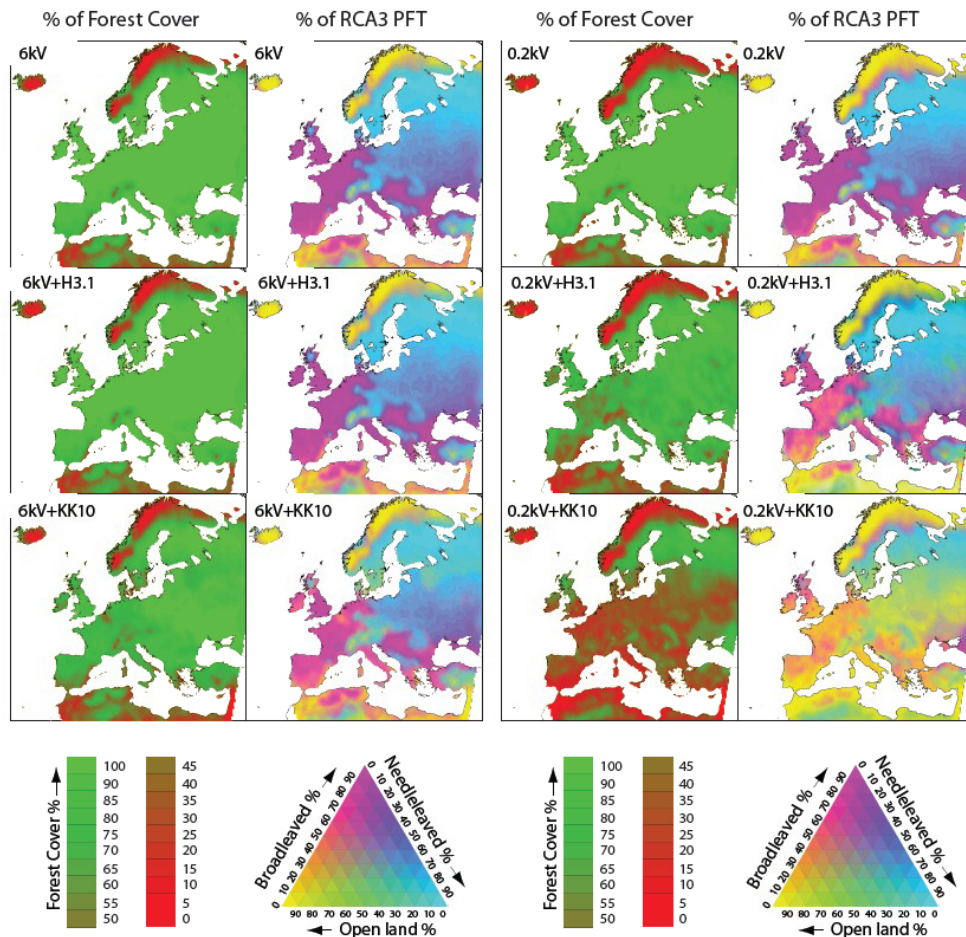 % of Forest Cover
% of RCA3 PFT
% of Forest Cover
% of RCA3 PFT
6kV
6kV
0.2kV
0.2kV
6kV+H3.1
6kV+H3.1
0.2kV+H3.1
0.2kV+H3.1
6kV+KK10
6kV+KK10
0.2kV+KK10
0.2kV+KK10
Forest Cover %
100
90
85
80
75
70
65
60
55
50
45
40
35
30
25
20
15
10
5
0
Broadleaved %
0 10 20 30 40 50 60 70 80 90
Needleleaved %
0 10 20 30 40 50 60 70 80 90
90 80 70 60 50 40 30 20 10 0
Open land %
Forest Cover %
100
90
85
80
75
70
65
60
55
50
45
40
35
30
25
20
15
10
5
0
Broadleaved %
0 10 20 30 40 50 60 70 80 90
Needleleaved %
0 10 20 30 40 50 60 70 80 90
90 80 70 60 50 40 30 20 10 0
Open land %